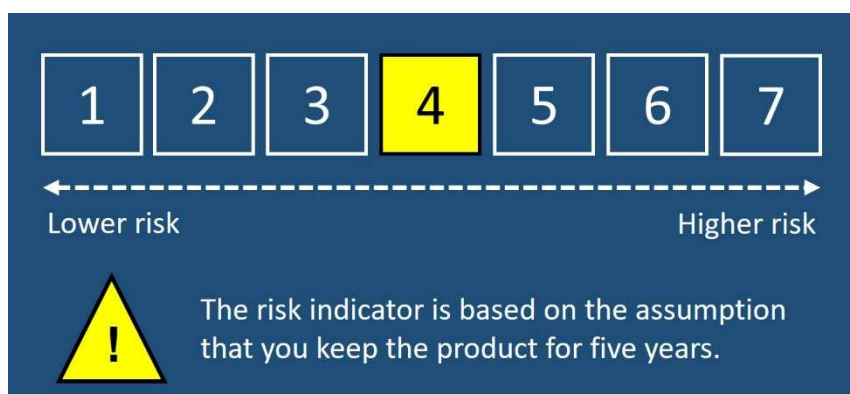 1 2 3 4 5 6 7
Lower risk Higher risk
!
The risk indicator is based on the assumption
that you keep the product for five years.